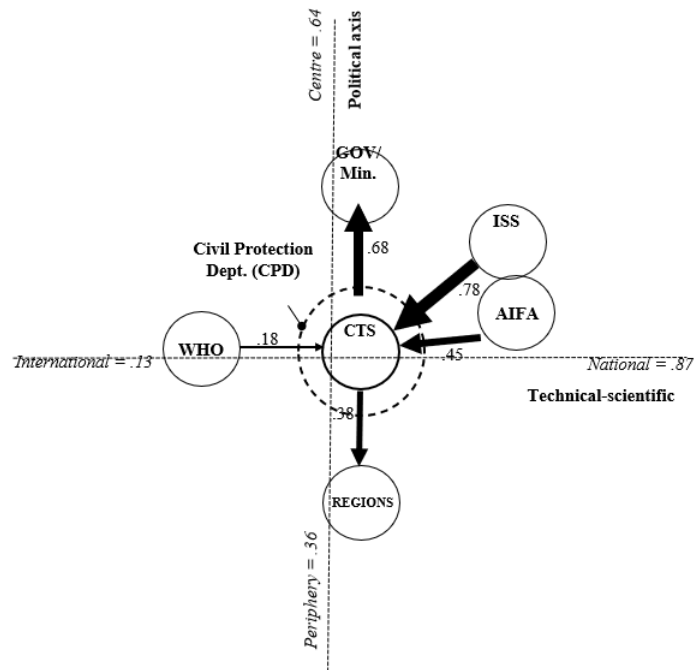 Centre = .64
Political axis
GOV/
Min.
ISS
.68
Civil Protection
Dept. (CPD)
.78
AIFA
CTS
WHO
.18
.45
International = .13
National = .87
Technical-scientific
.38
REGIONS
Periphery = .36